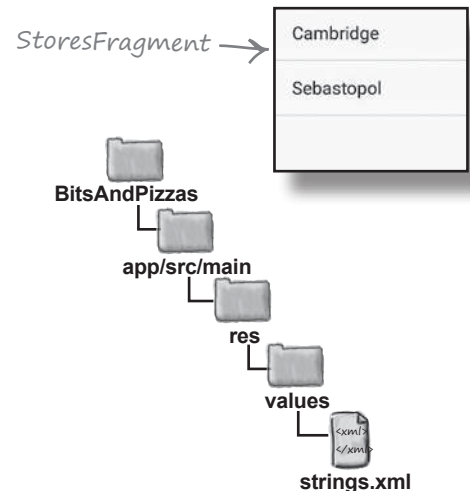 StoresFragment
Cambridge
Sebastopol
BitsAndPizzas
app/src/main
res
values
<xml>
</xml>
strings.xml